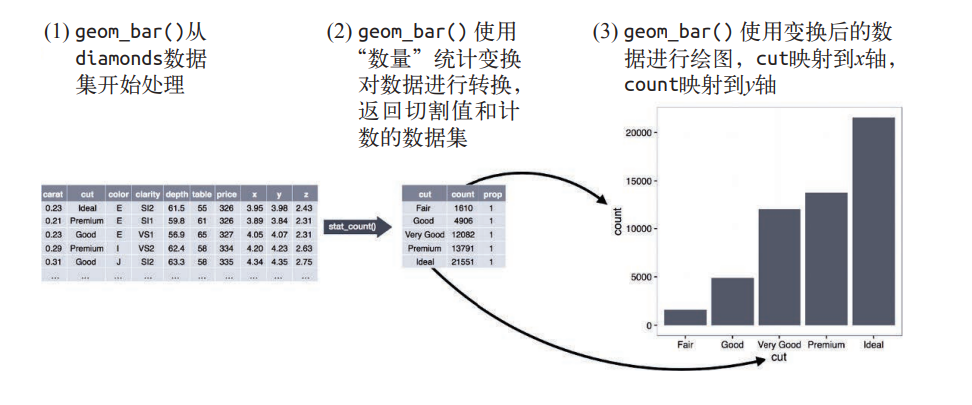 (1) geom_bar()从
diamonds数据
集开始处理
(2) geom_bar() 使用
“数量”统计变换
对数据进行转换,
返回切割值和计
数的数据集
(3) geom_bar() 使用变换后的数
据进行绘图，cut映射到x轴，
count映射到y轴
carat cut color clarity depth table price x y z
0.23 Ideal E SI2 61.5 55 326 3.95 3.98 2.43
0.21 Premium E SI1 59.8 61 326 3.89 3.84 2.31
0.23 Good E VS1 56.9 65 327 4.05 4.07 2.31
0.29 Premium I VS2 62.4 58 334 4.20 4.23 2.63
0.31 Good J SI2 63.3 58 335 4.34 4.35 2.75
... ... ... ... ... ... ... ... ... ...
stat_count()
cut count prop
Fair 1610 1
Good 4906 1
Very Good 12082 1
Premium 13791 1
Ideal 21551 1
20000
15000
10000
5000
0
count
Fair Good Very Good Premium Ideal
cut